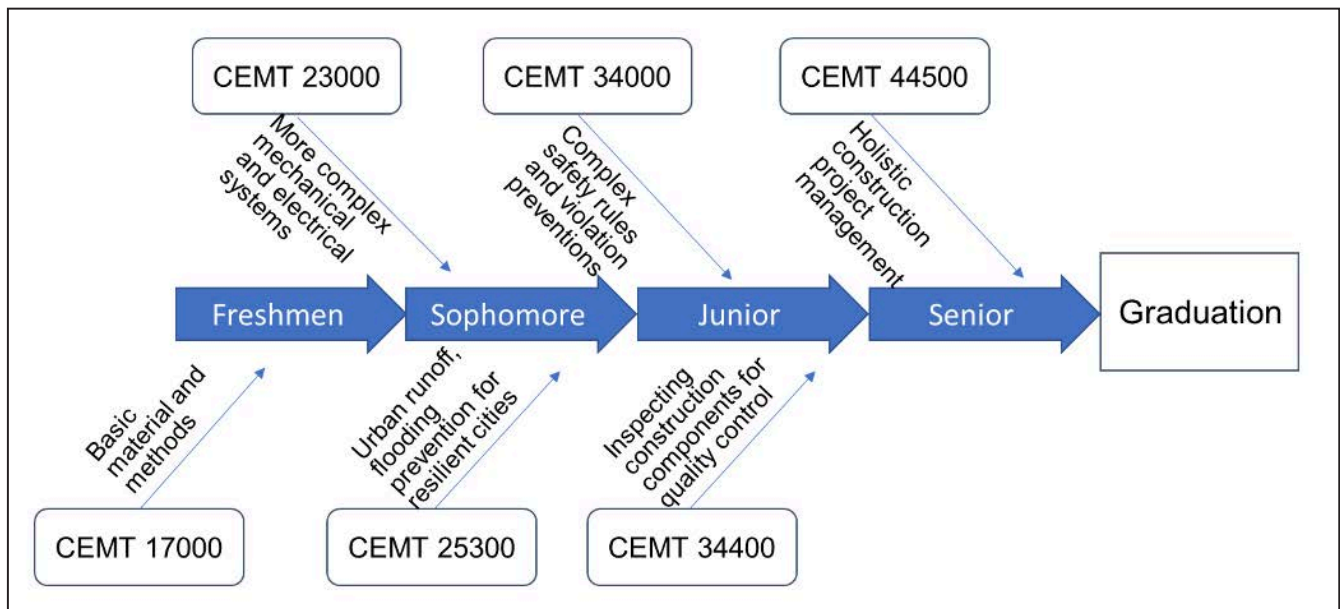 CEMT 23000
CEMT 34000
CEMT 44500
More complex
mechanical
and electrical
systems
Complex
safety rules
and violation
preventions
Holistic
construction
project
management
Freshmen
Sophomore
Junior
Senior
Graduation
Basic
material and
methods
Urban runoff,
flooding
prevention for
resilient cities
Inspecting
construction
components for
quality control
CEMT 17000
CEMT 25300
CEMT 34400